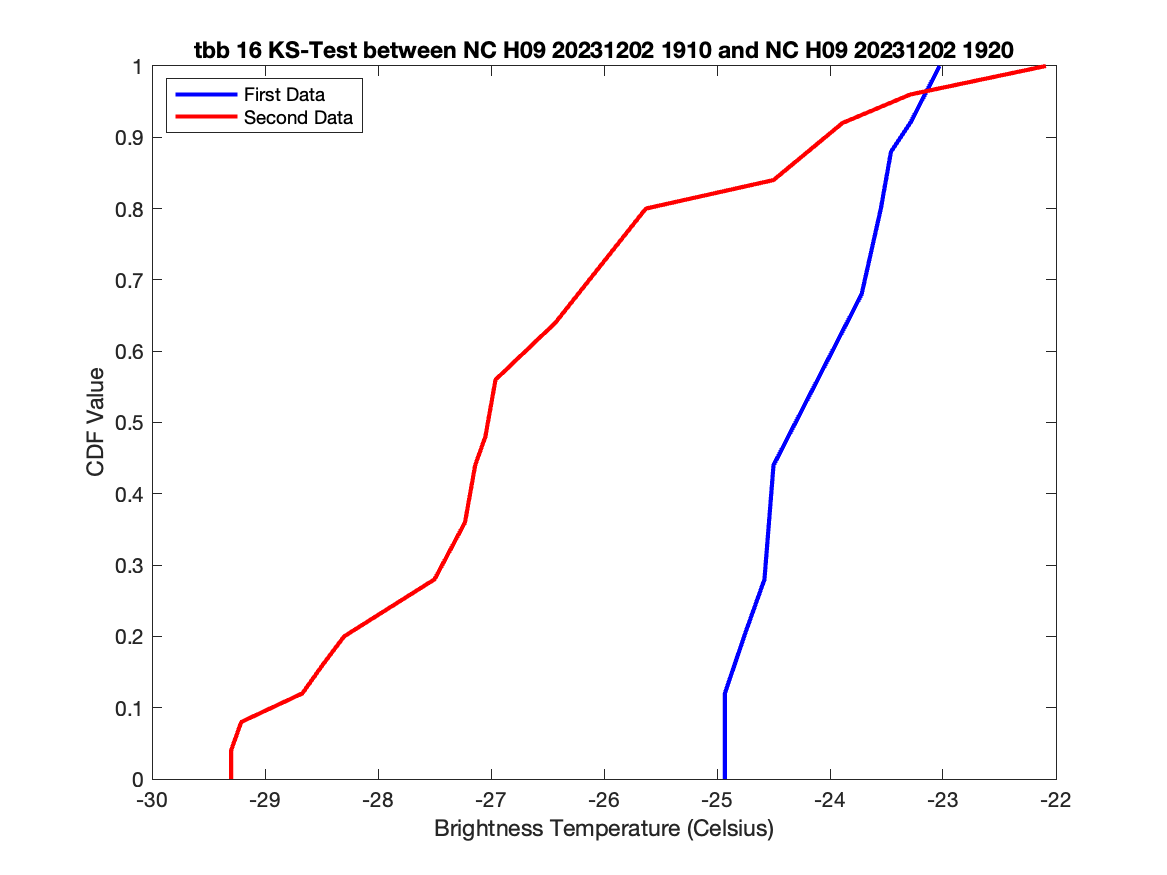 tbb 16 KS-Test between NC H09 20231202 1910 and NC H09 20231202 1920
First Data
Second Data
1
0.9
0.8
0.7
0.6
0.5
0.4
0.3
0.2
0.1
0
CDF Value
-30 -29 -28 -27 -26 -25 -24 -23 -22
Brightness Temperature (Celsius)